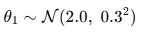 θ₁ ∼ 𝒩(2.0, 0.3²)